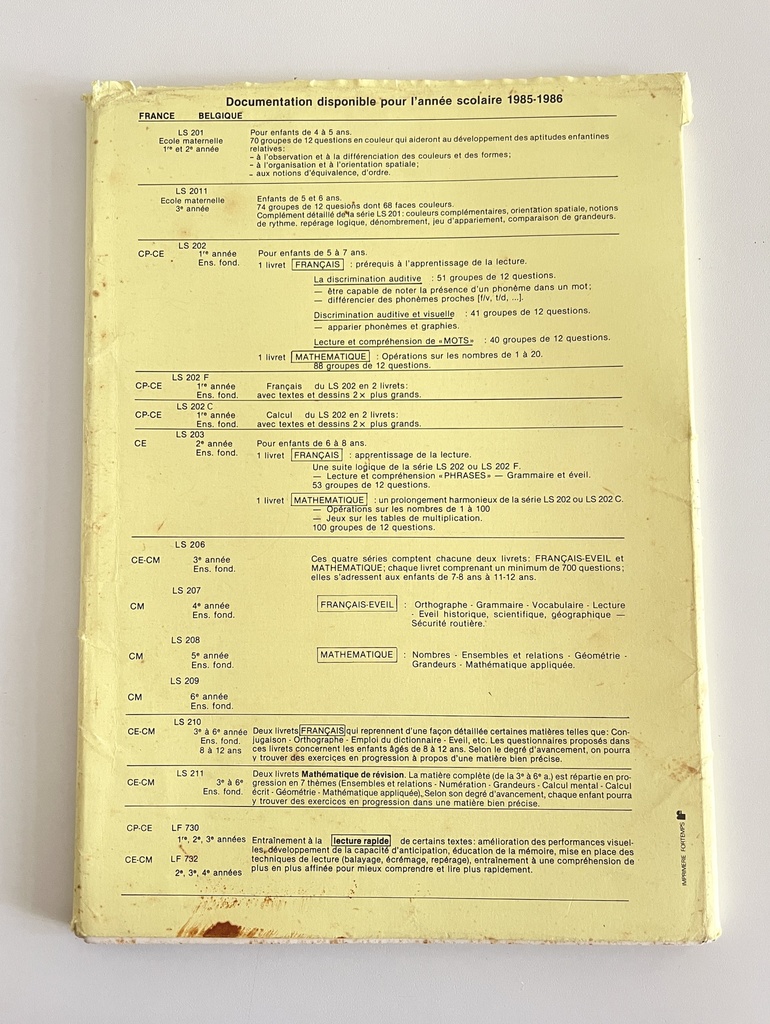 Documentation disponible pour l'année scolaire 1985-1986
FRANCE BELGIQUE
LS 201
Ecole maternelle
1re et 2e année
Pour enfants de 4 à 5 ans.
70 groupes de 12 questions en couleur qui aideront au développement des aptitudes enfantines
relatives:
– à l'observation et à la différenciation des couleurs et des formes;
– à l'organisation et à l'orientation spatiale;
– aux notions d'équivalence, d'ordre.
LS 2011
Ecole maternelle
3e année
Enfants de 5 et 6 ans.
74 groupes de 12 quesions dont 68 faces couleurs.
Complément détaillé de la série LS 201: couleurs complémentaires, orientation spatiale, notions
de rythme. repérage logique, dénombrement, jeu d'appariement, comparaison de grandeurs.
LS 202
CP-CE 1re année
Ens. fond.
Pour enfants de 5 à 7 ans.
1 livret FRANÇAIS : prérequis à l'apprentissage de la lecture.
La discrimination auditive : 51 groupes de 12 questions.
— être capable de noter la présence d'un phonème dans un mot;
— différencier des phonèmes proches [f/v, t/d, ...].
Discrimination auditive et visuelle : 41 groupes de 12 questions.
— apparier phonèmes et graphies.
Lecture et compréhension de «MOTS» : 40 groupes de 12 questions.
1 livret MATHEMATIQUE : Opérations sur les nombres de 1 à 20.
88 groupes de 12 questions.
LS 202 F
CP-CE 1re année
Ens. fond.
Français du LS 202 en 2 livrets:
avec textes et dessins 2x plus grands.
LS 202 C
CP-CE 1re année
Ens. fond.
Calcul du LS 202 en 2 livrets:
avec textes et dessins 2x plus grands.
LS 203
CE 2e année
Ens. fond.
Pour enfants de 6 à 8 ans.
1 livret FRANÇAIS : apprentissage de la lecture.
Une suite logique de la série LS 202 ou LS 202 F.
— Lecture et compréhension «PHRASES» — Grammaire et éveil.
53 groupes de 12 questions.
1 livret MATHEMATIQUE : un prolongement harmonieux de la série LS 202 ou LS 202 C.
— Opérations sur les nombres de 1 à 100
— Jeux sur les tables de multiplication.
100 groupes de 12 questions.
LS 206
CE-CM 3e année
Ens. fond.
Ces quatre séries comptent chacune deux livrets: FRANÇAIS-EVEIL et
MATHEMATIQUE; chaque livret comprenant un minimum de 700 questions;
elles s'adressent aux enfants de 7-8 ans à 11-12 ans.
LS 207
CM 4e année
Ens. fond.
FRANÇAIS-EVEIL : Orthographe - Grammaire - Vocabulaire - Lecture
- Eveil historique, scientifique, géographique —
Sécurité routière.
LS 208
CM 5e année
Ens. fond.
MATHEMATIQUE : Nombres - Ensembles et relations - Géométrie -
Grandeurs - Mathématique appliquée.
LS 209
CM 6e année
Ens. fond.
LS 210
CE-CM 3e à 6e année
Ens. fond.
8 à 12 ans
Deux livrets FRANÇAIS qui reprennent d'une façon détaillée certaines matières telles que: Con-
jugaison - Orthographe - Emploi du dictionnaire - Eveil, etc. Les questionnaires proposés dans
ces livrets concernent les enfants âgés de 8 à 12 ans. Selon le degré d'avancement, on pourra
y trouver des exercices en progression à propos d'une matière bien précise.
LS 211
CE-CM 3e à 6e
Ens. fond.
Deux livrets Mathématique de révision. La matière complète (de la 3e à 6e a.) est répartie en pro-
gression en 7 thèmes (Ensembles et relations - Numération - Grandeurs - Calcul mental - Calcul
écrit - Géométrie - Mathématique appliquée), Selon son degré d'avancement, chaque enfant pourra
y trouver des exercices en progression dans une matière bien précise.
CP-CE LF 730
1re, 2e, 3e années
CE-CM LF 732
2e, 3e, 4e années
Entraînement à la lecture rapide de certains textes: amélioration des performances visuel-
les, développement de la capacité d'anticipation, éducation de la mémoire, mise en place des
techniques de lecture (balayage, écrémage, repérage), entraînement à une compréhension de
plus en plus affinée pour mieux comprendre et lire plus rapidement.
IMPRIMERIE FORTEMPS